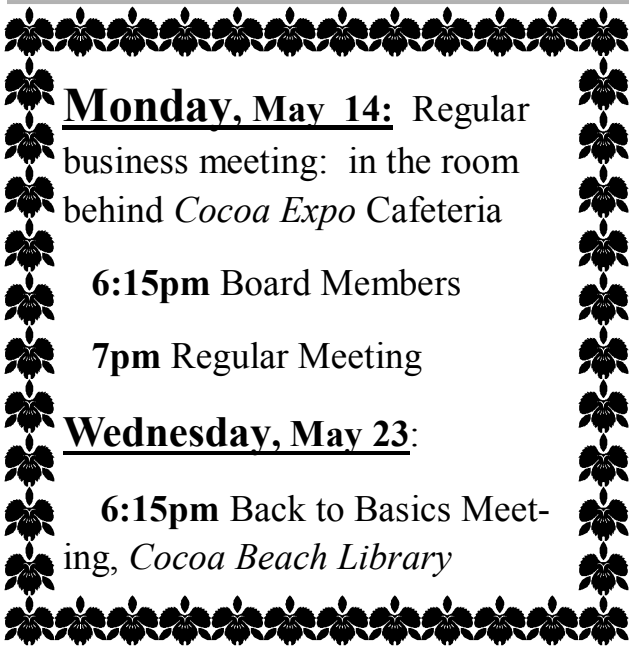 Monday, May 14: Regular
business meeting: in the room
behind Cocoa Expo Cafeteria
6:15pm Board Members
7pm Regular Meeting
Wednesday, May 23:
6:15pm Back to Basics Meet-
ing, Cocoa Beach Library